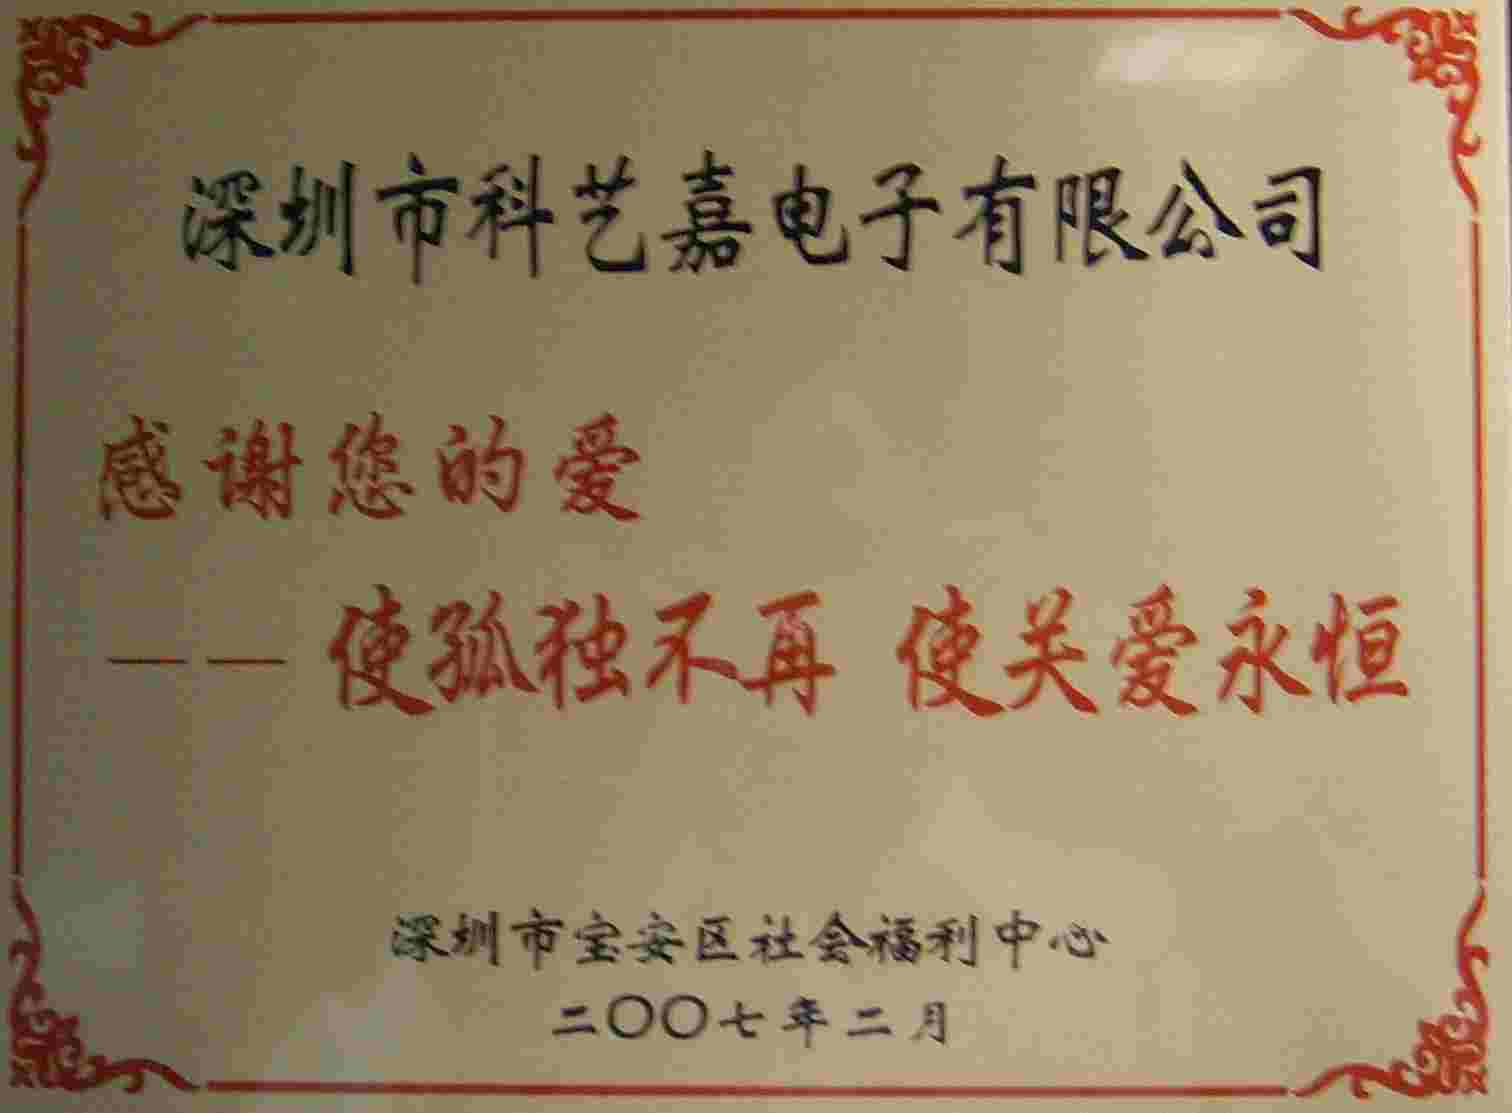 深圳市科艺嘉电子有限公司
感谢您的爱
——使孤独不再 使关爱永恒
深圳市宝安区社会福利中心
二〇〇七年二月